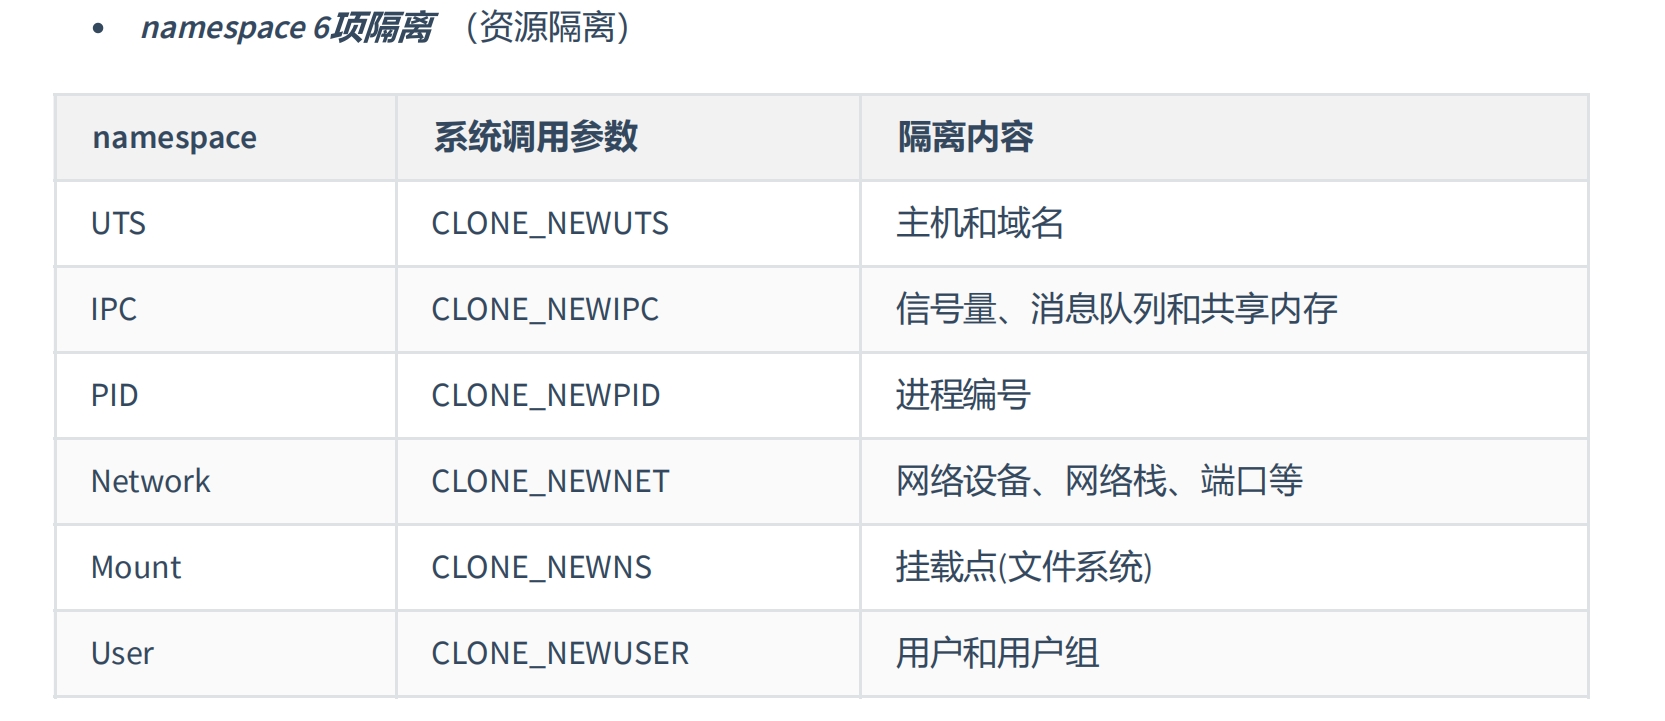 • namespace 6项隔离 （资源隔离）
namespace 系统调用参数 隔离内容
UTS CLONE_NEWUTS 主机和域名
IPC CLONE_NEWIPC 信号量、消息队列和共享内存
PID CLONE_NEWPID 进程编号
Network CLONE_NEWNET 网络设备、网络栈、端口等
Mount CLONE_NEWNS 挂载点(文件系统)
User CLONE_NEWUSER 用户和用户组